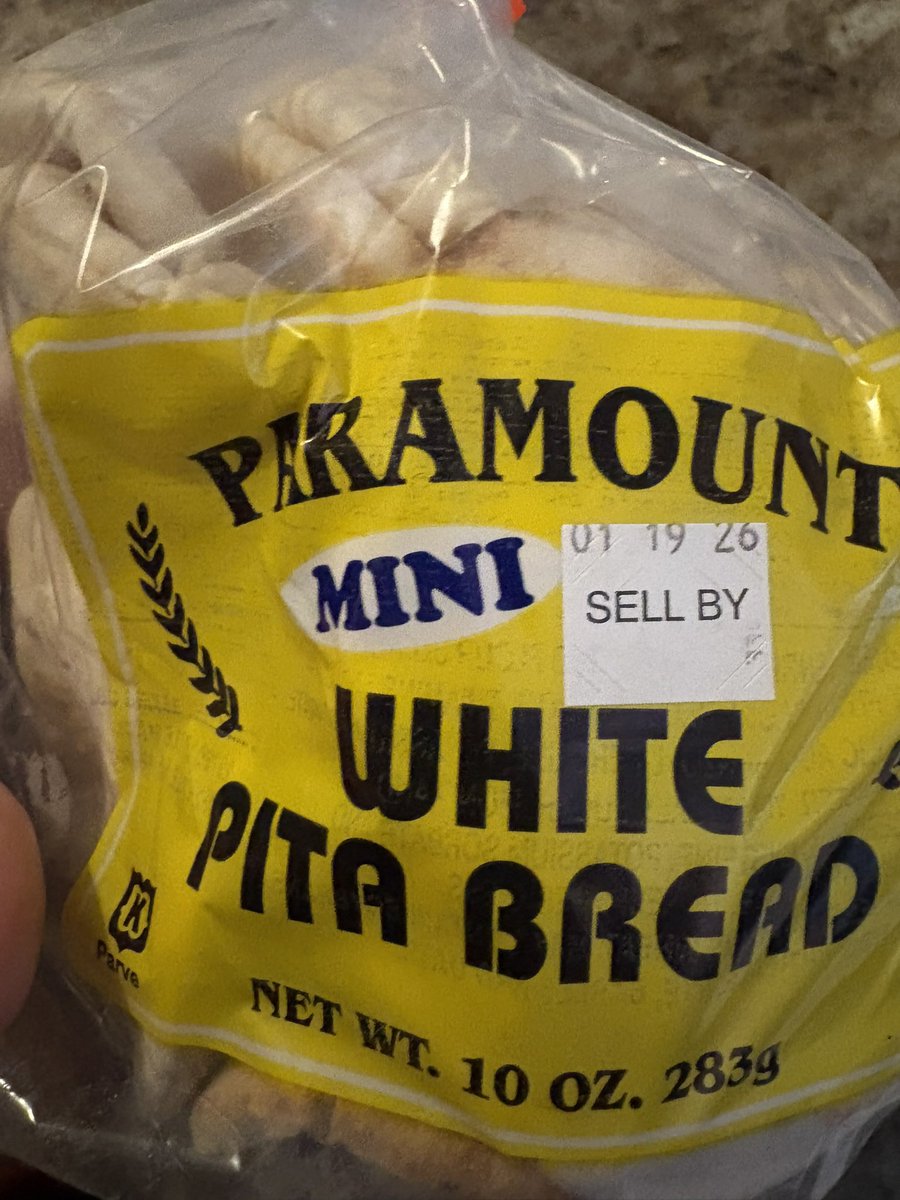 PARAMOUNT
MINI
01 19 26
SELL BY
WHITE
PITA BREAD
K
Parve
NET WT. 10 OZ. 283g